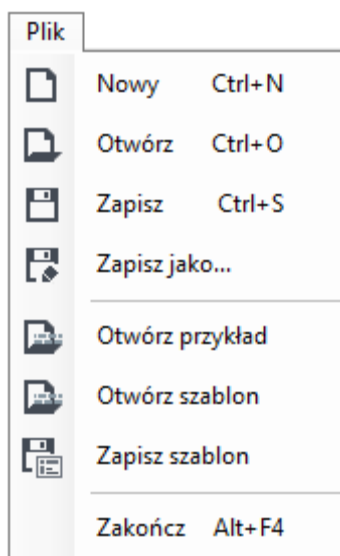 Plik
Nowy Ctrl+N
Otwórz Ctrl+O
Zapisz Ctrl+S
Zapisz jako...
Otwórz przykład
Otwórz szablon
Zapisz szablon
Zakończ Alt+F4